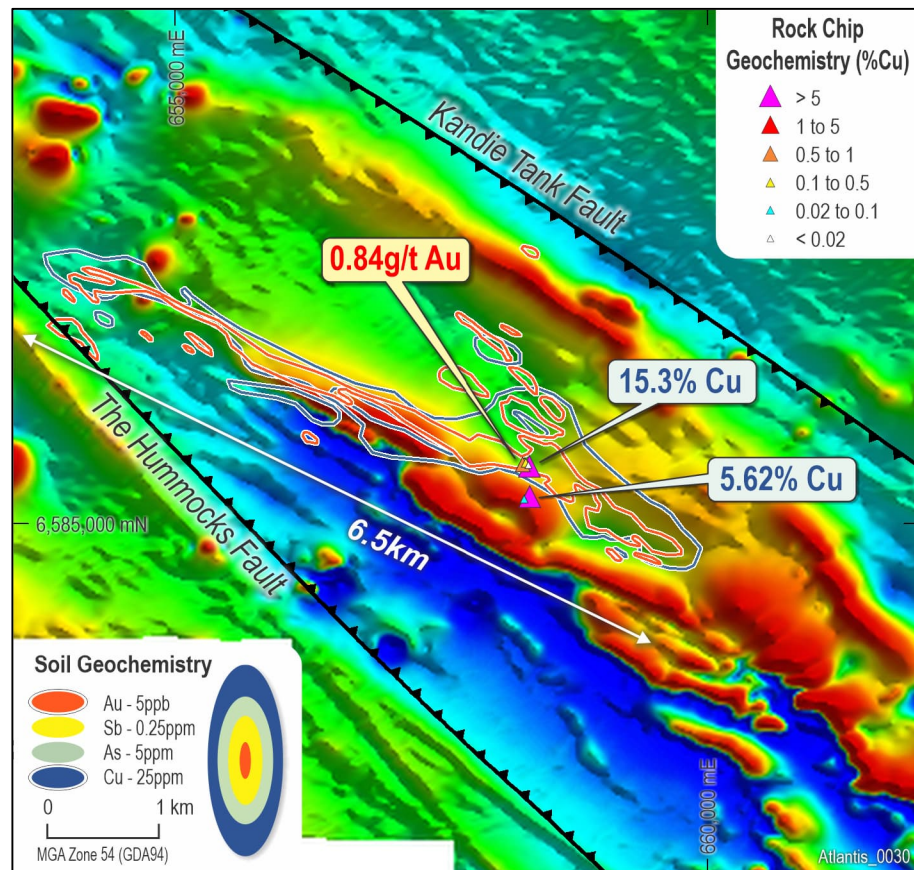 655,000 mE
Kandie Tank Fault
Rock Chip
Geochemistry (%Cu)
> 5
1 to 5
0.5 to 1
0.1 to 0.5
0.02 to 0.1
< 0.02
0.84g/t Au
15.3% Cu
5.62% Cu
6,585,000 mN
The Hummocks Fault
6.5km
Soil Geochemistry
Au - 5ppb
Sb - 0.25ppm
As - 5ppm
Cu - 25ppm
0 1 km
MGA Zone 54 (GDA94)
660,000 mE
Atlantis_0030